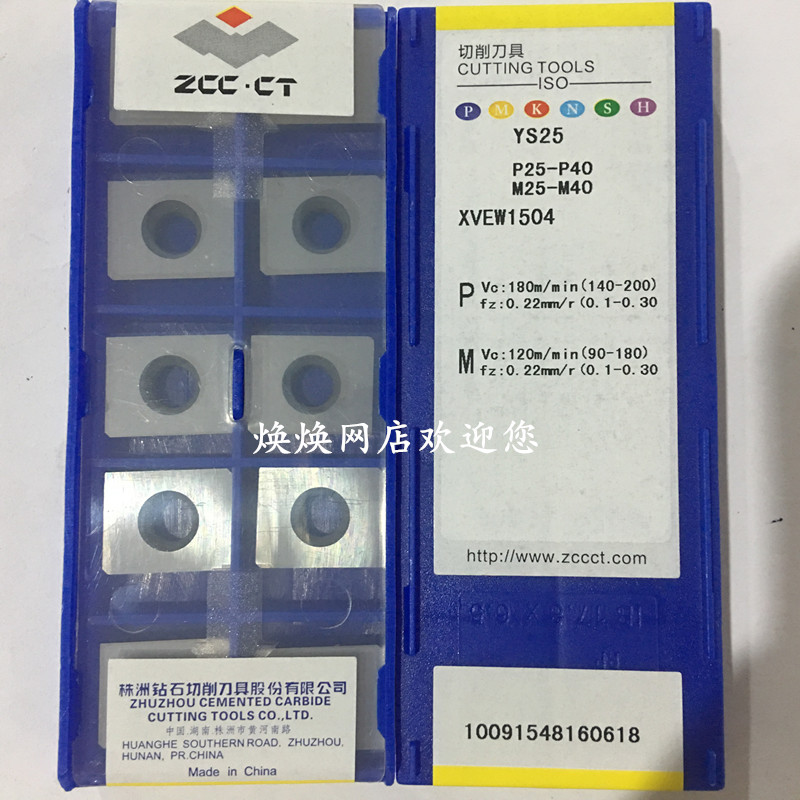 ZCC·CT
切削刀具
CUTTING TOOLS
ISO
P M K N S H
YS25
P25-P40
M25-M40
XVEW1504
P Vc:180m/min(140-200)
fz:0.22mm/r(0.1-0.30
M Vc:120m/min(90-180)
fz:0.22mm/r(0.1-0.30
焕焕网店欢迎您
http://www.zccct.com
株洲钻石切削刀具股份有限公司
ZHUZHOU CEMENTED CARBIDE
CUTTING TOOLS CO.,LTD.
中国.湖南.株洲市黄河南路
HUANGHE SOUTHERN ROAD, ZHUZHOU,
HUNAN, PR.CHINA
Made in China
10091548160618